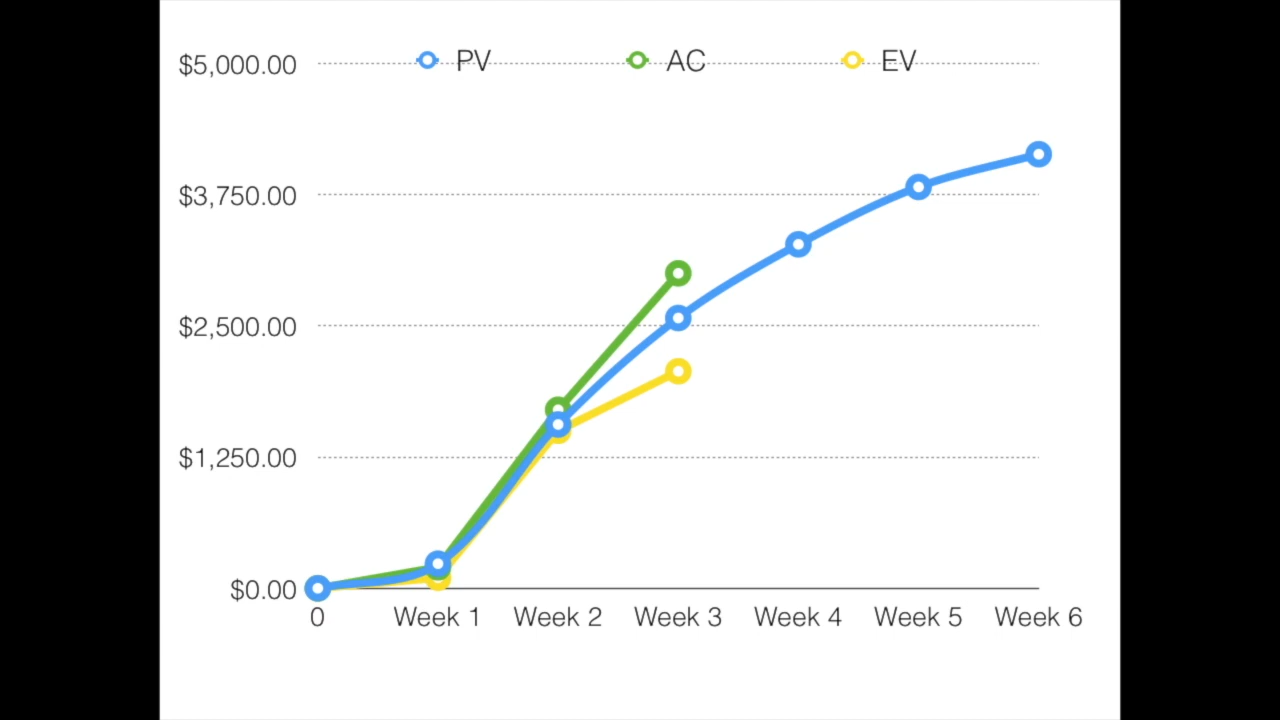 PV AC EV
$5,000.00
$3,750.00
$2,500.00
$1,250.00
$0.00
0 Week 1 Week 2 Week 3 Week 4 Week 5 Week 6